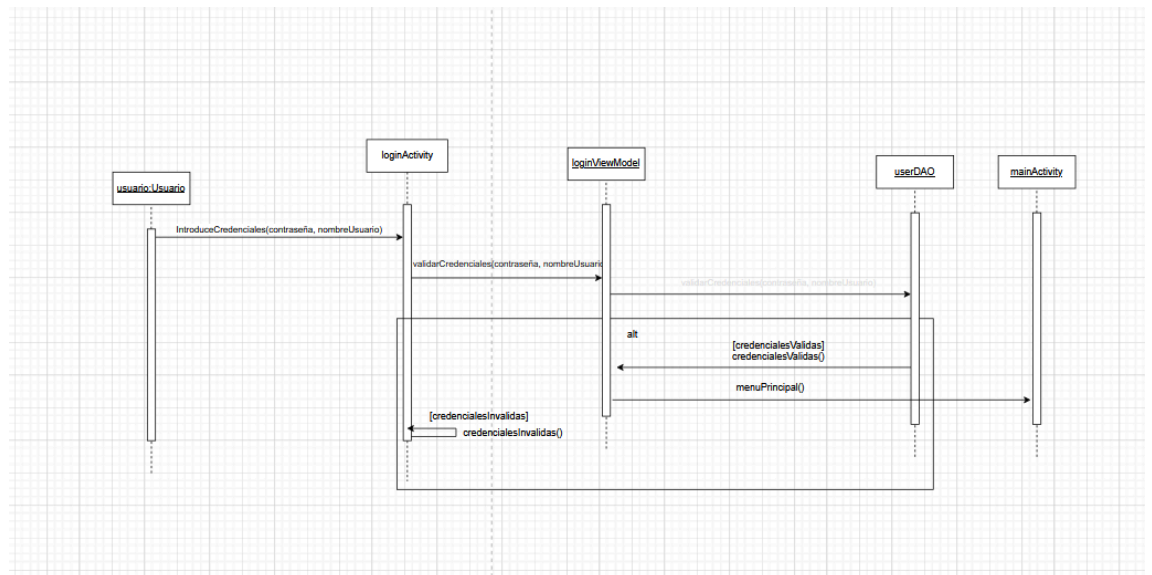 loginActivity
loginViewModel
userDAO
mainActivity
usuario:Usuario
IntroduceCredenciales(contraseña, nombreUsuario)
validarCredenciales(contraseña, nombreUsuario
validarCredenciales(contraseña, nombreUsuario)
alt
[credencialesValidas]
credencialesValidas()
menuPrincipal()
[credencialesInvalidas]
credencialesInvalidas()